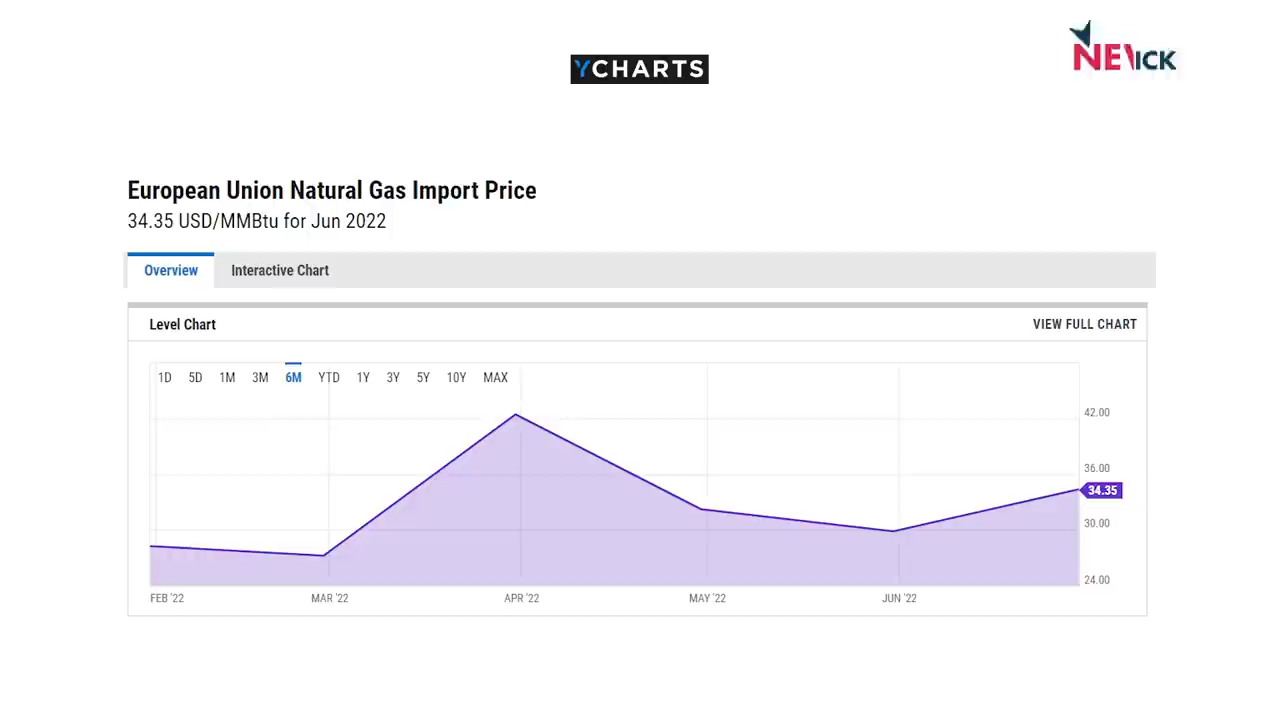 YCHARTS
NEWICK
European Union Natural Gas Import Price
34.35 USD/MMBtu for Jun 2022
Overview Interactive Chart
Level Chart VIEW FULL CHART
1D 5D 1M 3M 6M YTD 1Y 3Y 5Y 10Y MAX
42.00
36.00
34.35
30.00
24.00
FEB '22 MAR '22 APR '22 MAY '22 JUN '22